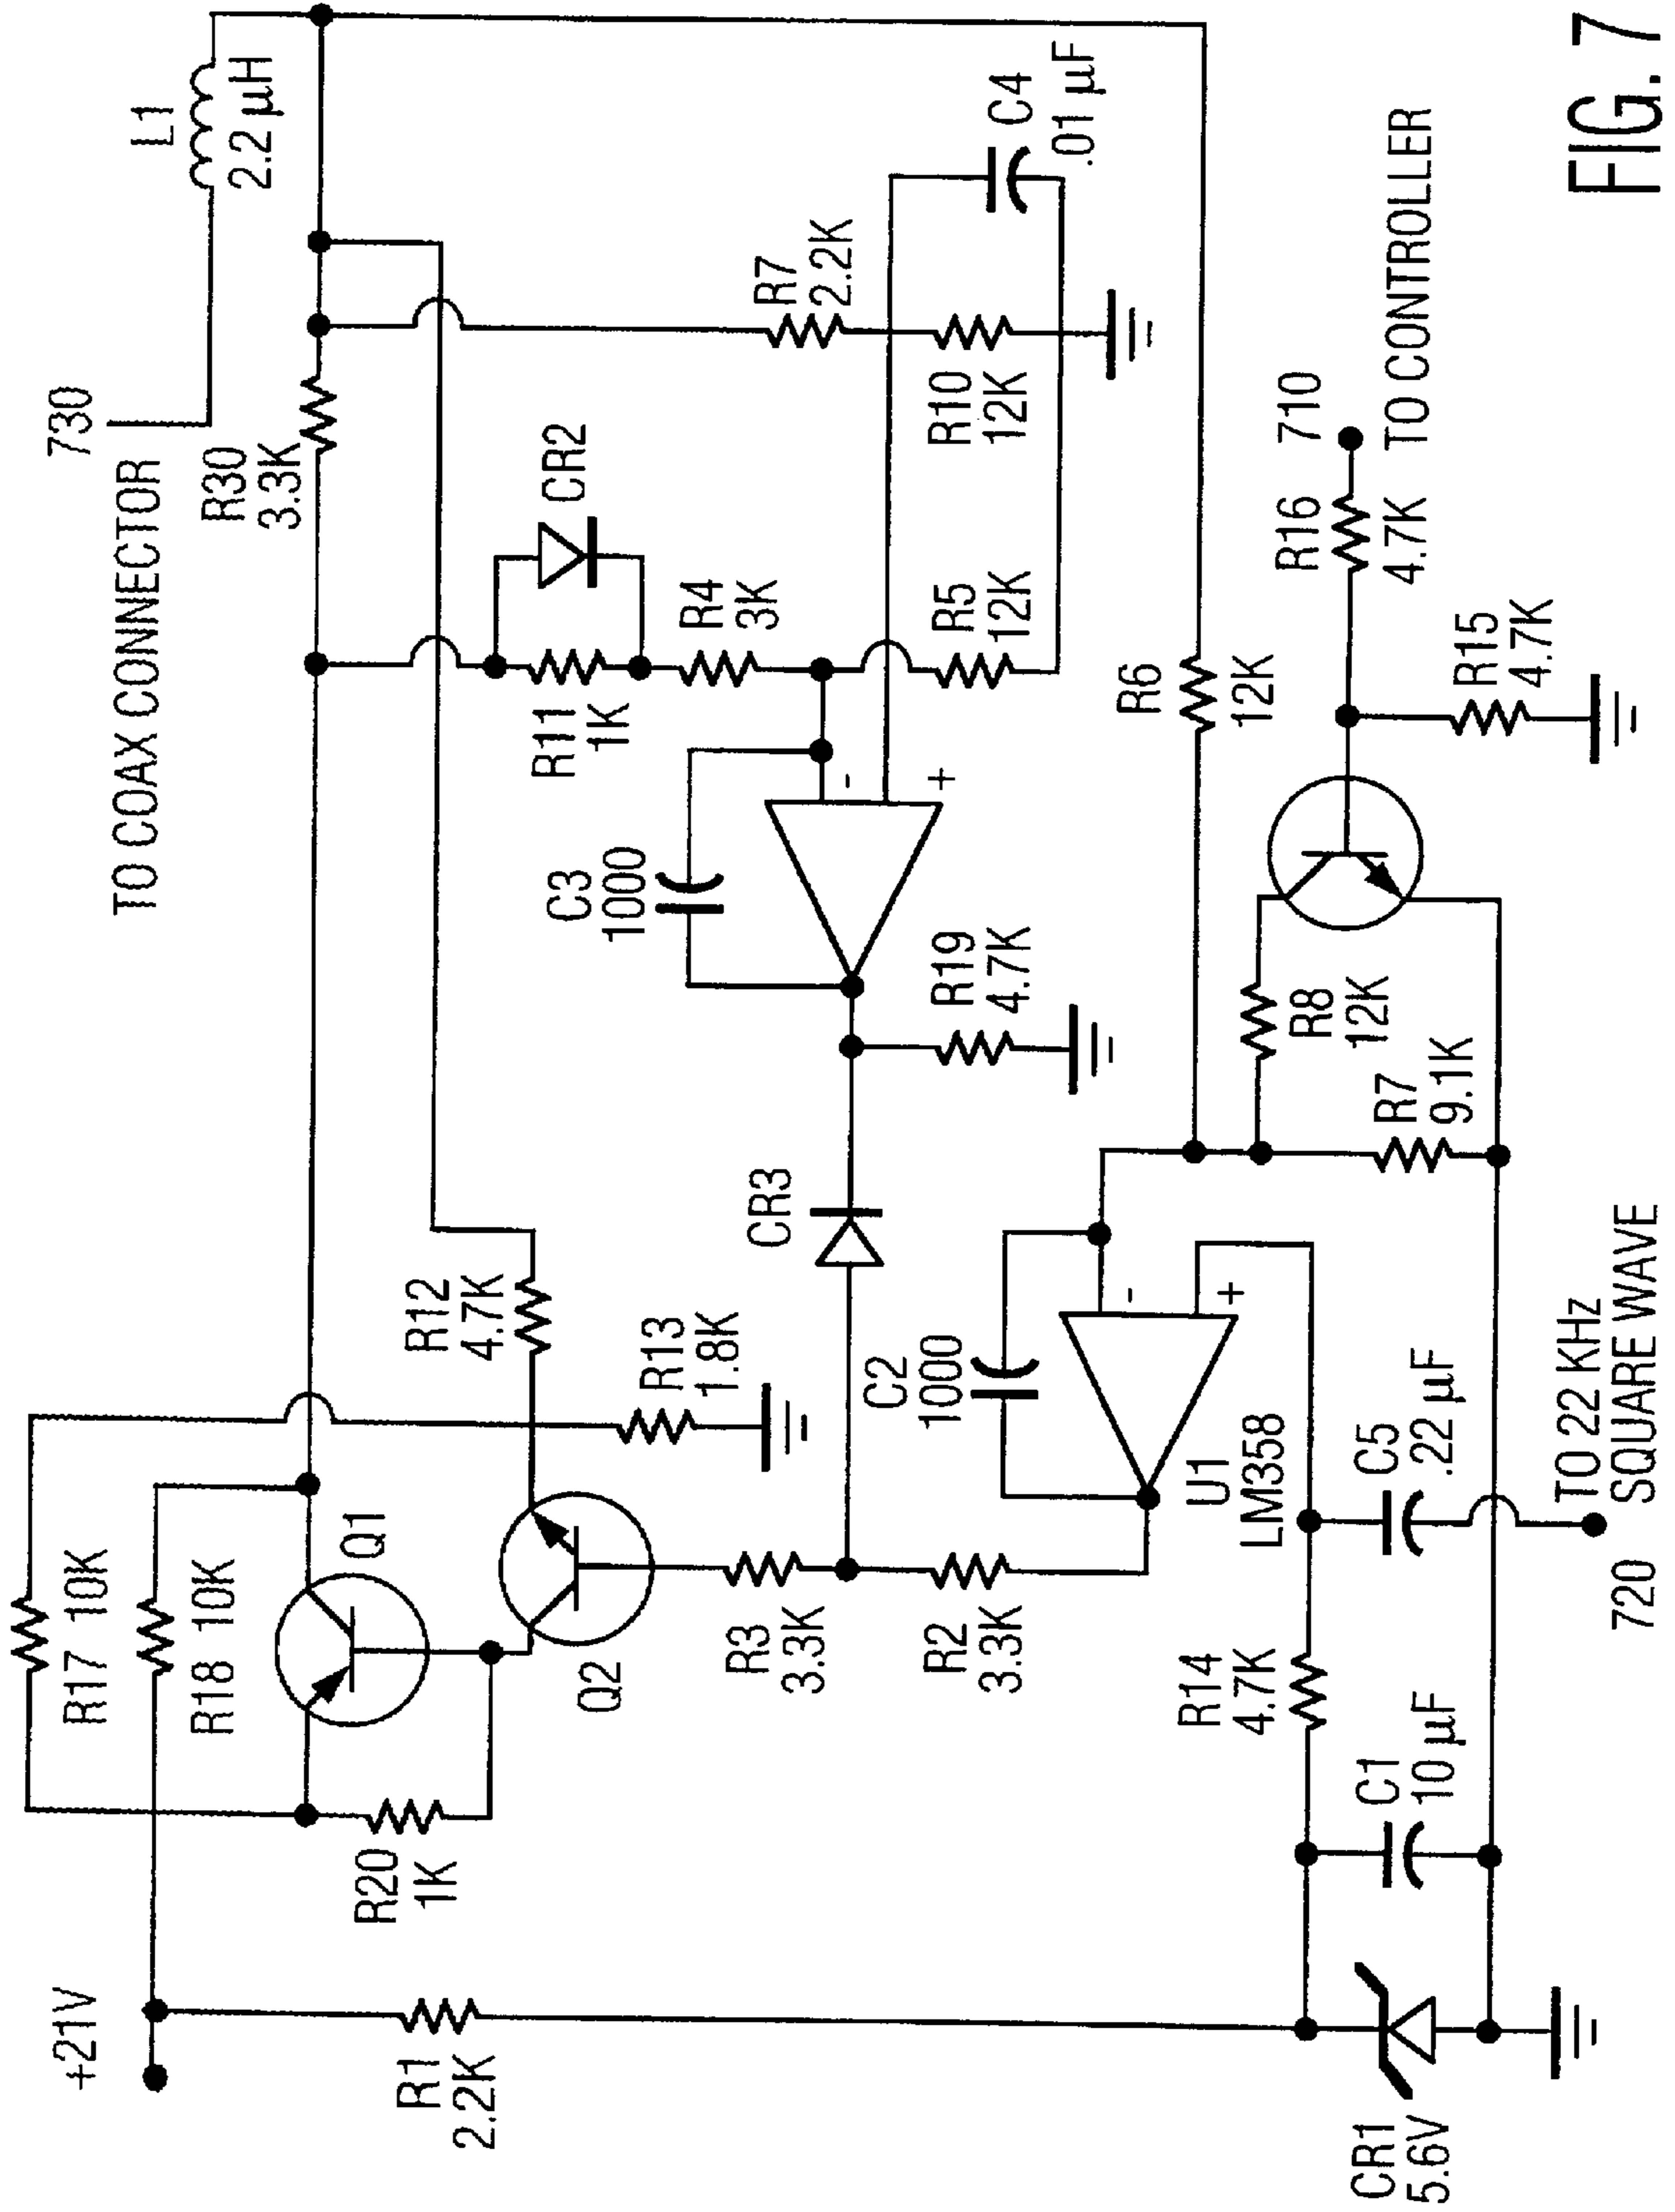 +21V
R17 10K
R18 10K
Q1
R20
1K
R1
2.2K
Q2
R12
4.7K
R13
1.8K
TO COAX CONNECTOR
730
L1
2.2 µH
R30
3.3K
CR2
R11
1K
R4
3K
R7
2.2K
C3
1000
-
+
R10
12K
R5
12K
C4
.01 µF
CR3
R19
4.7K
R3
3.3K
R2
3.3K
C2
1000
-
+
U1
LM358
R6
12K
R14
4.7K
C1
10 µF
C5
.22 µF
CR1
5.6V
R8
12K
R7
9.1K
R16
4.7K
710
TO CONTROLLER
R15
4.7K
720
TO 22 KHz
SQUARE WAVE
FIG. 7